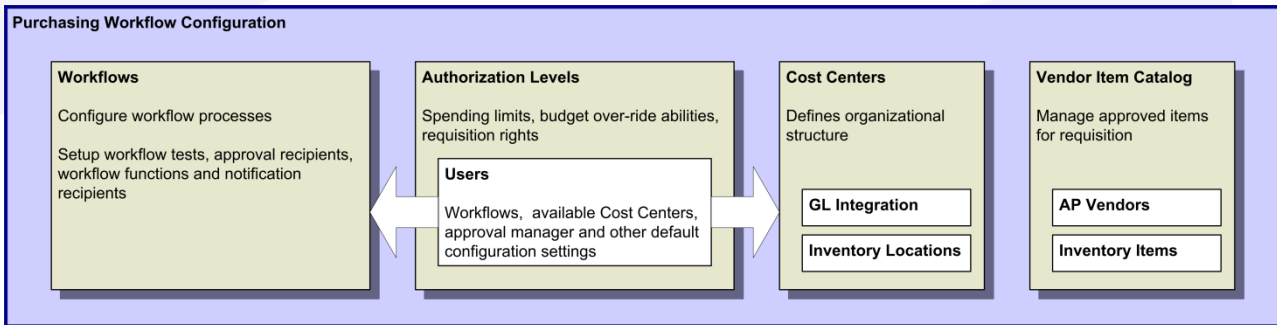 Purchasing Workflow Configuration
Workflows
Configure workflow processes
Setup workflow tests, approval recipients,
workflow functions and notification
recipients
Authorization Levels
Spending limits, budget over-ride abilities,
requisition rights
Users
Workflows,  available Cost Centers,
approval manager and other default
configuration settings
Cost Centers
Defines organizational
structure
GL Integration
Inventory Locations
Vendor Item Catalog
Manage approved items
for requisition
AP Vendors
Inventory Items